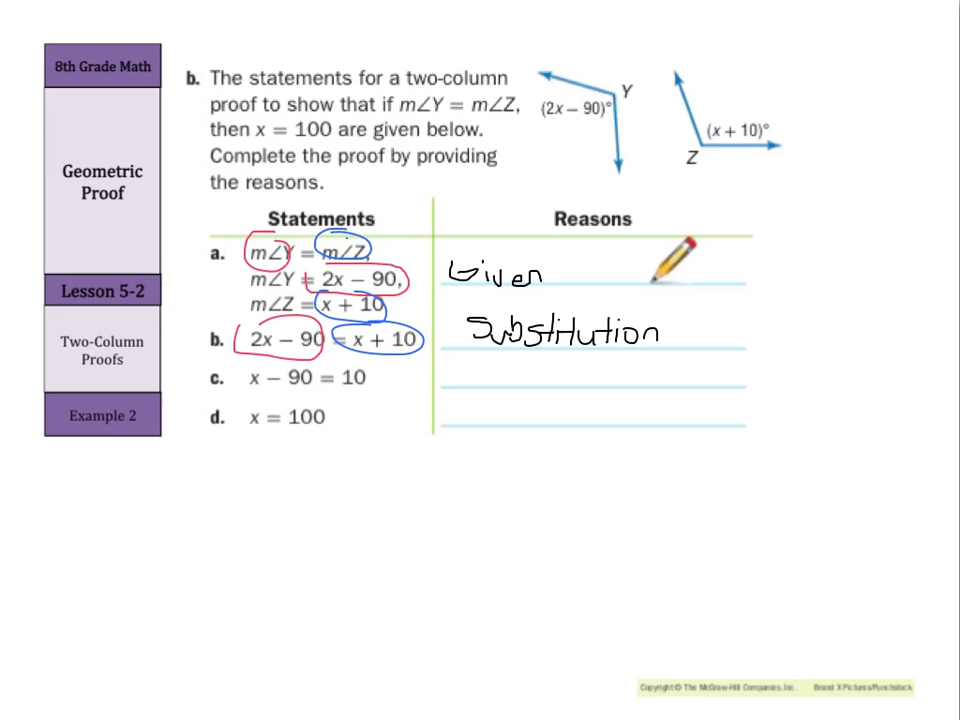 8th Grade Math
Geometric
Proof
Lesson 5-2
Two-Column
Proofs
Example 2
b. The statements for a two-column
proof to show that if m∠Y = m∠Z,
then x = 100 are given below.
Complete the proof by providing
the reasons.
Y
(2x – 90)°
(x + 10)°
Z
Statements
Reasons
a. m∠Y = m∠Z,
m∠Y = 2x – 90,
m∠Z = x + 10
Given
b. 2x – 90 = x + 10
Substitution
c. x – 90 = 10
d. x = 100
Copyright © The McGraw-Hill Companies, Inc. Brand X Pictures/Punchstock